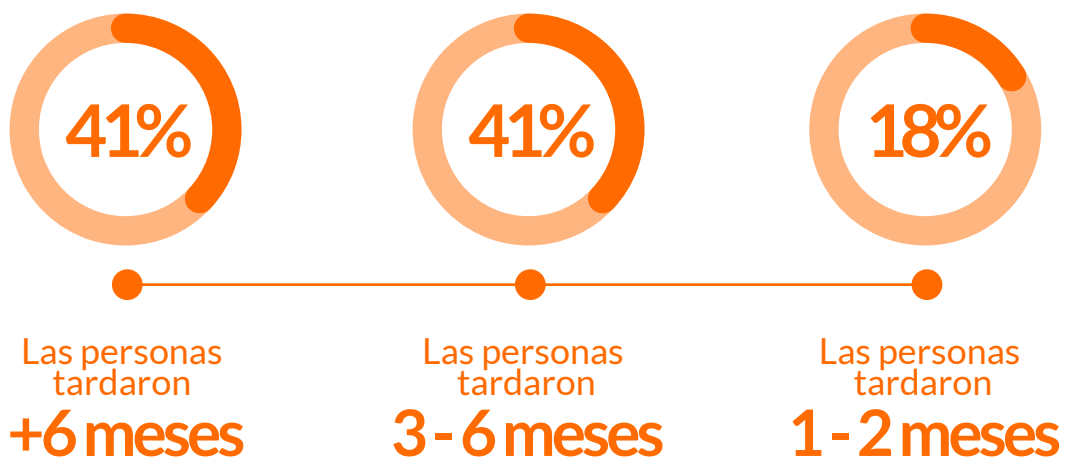 41%
41%
18%
Las personas
tardaron
+6 meses
Las personas
tardaron
3 - 6 meses
Las personas
tardaron
1 - 2 meses